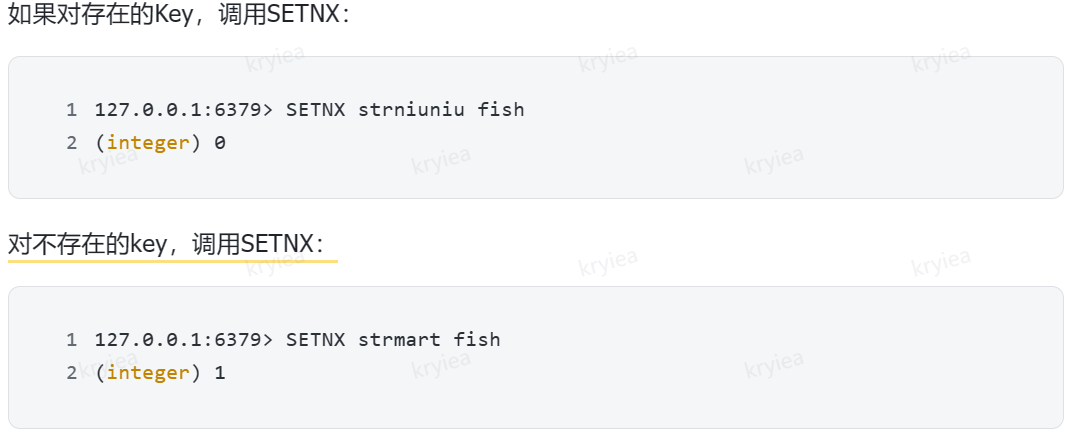 如果对存在的Key，调用SETNX：
1 127.0.0.1:6379> SETNX strniuniu fish
2 (integer) 0
对不存在的key，调用SETNX：
1 127.0.0.1:6379> SETNX strmart fish
2 (integer) 1
kryiea kryiea kryiea
kryiea kryiea kryiea
kryiea kryiea kryiea
kryiea kryiea kryiea